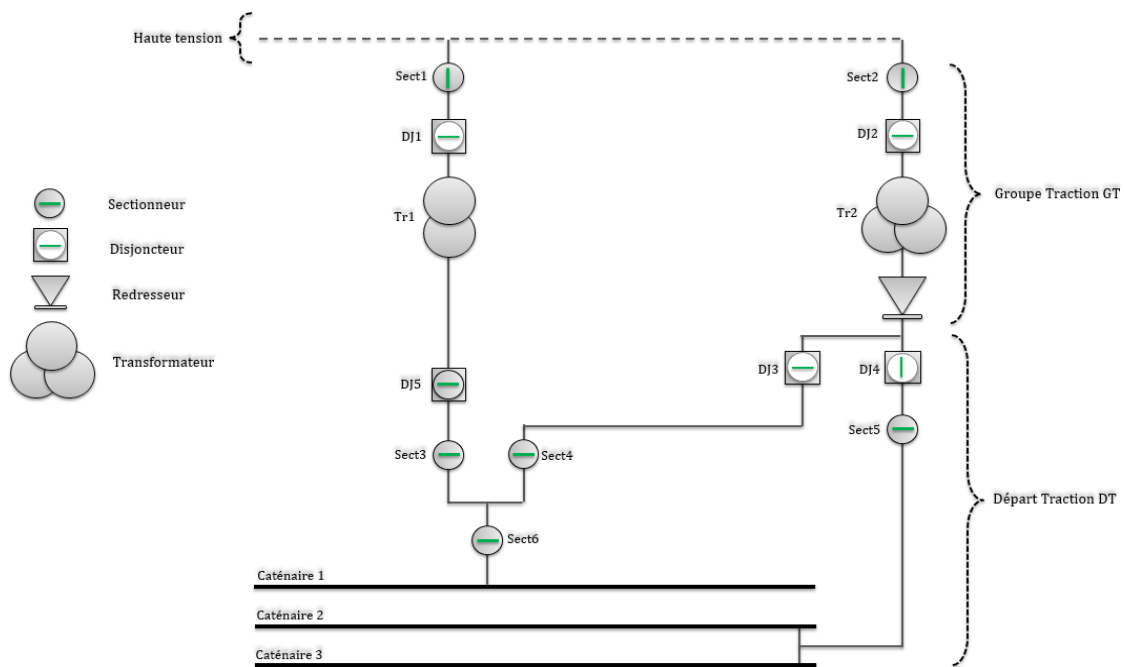 Haute tension
Sect1
Sect2
DJ1
DJ2
Groupe Traction GT
Sectionneur
Tr1
Tr2
Disjoncteur
Redresseur
Transformateur
DJ3
DJ4
DJ5
Sect5
Sect3
Sect4
Départ Traction DT
Sect6
Caténaire 1
Caténaire 2
Caténaire 3